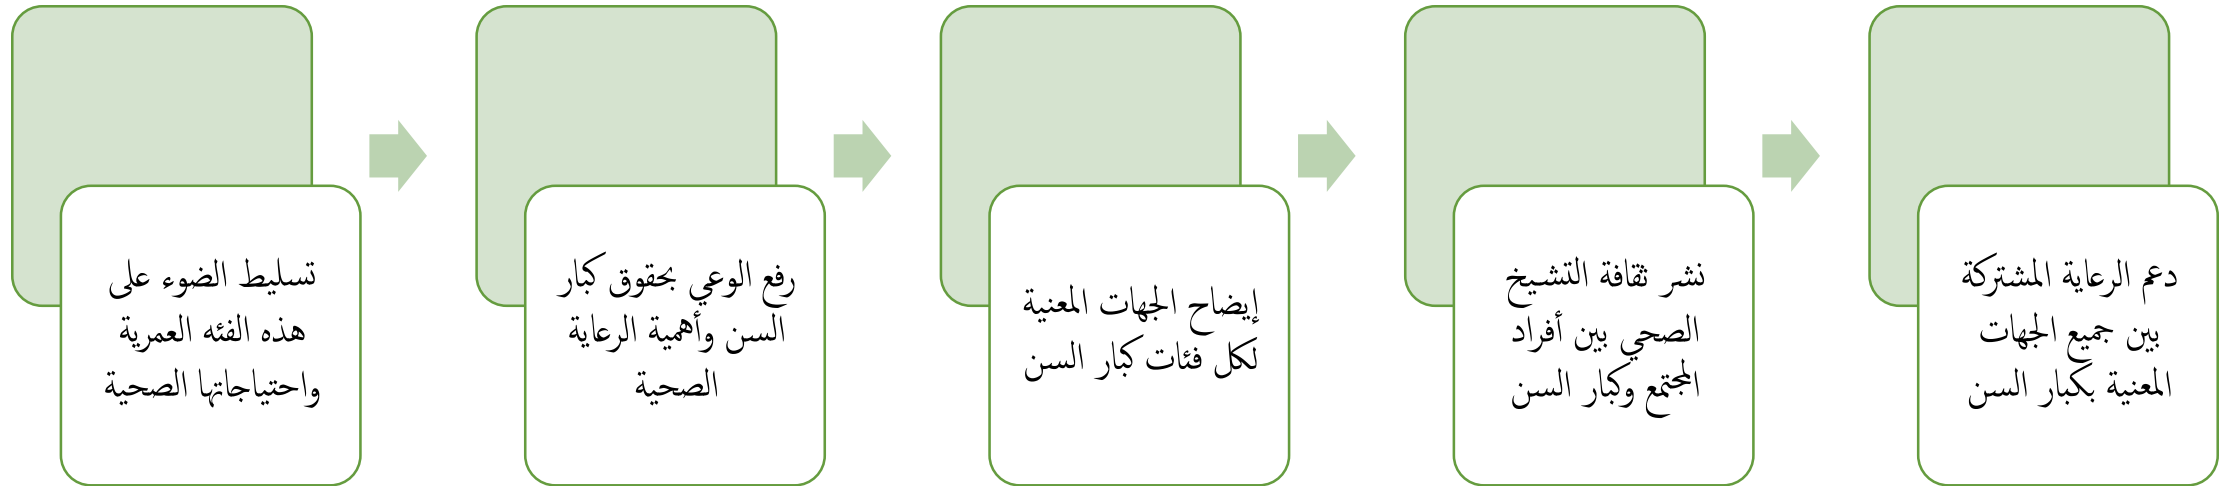 تسليط الضوء على
هذه الفئه العمرية
واحتياجاتها الصحية
رفع الوعي بحقوق كبار
السن وأهمية الرعاية
الصحية
إيضاح الجهات المعنية
لكل فئات كبار السن
نشر ثقافة التشيخ
الصحي بين أفراد
المجتمع وكبار السن
دعم الرعاية المشتركة
بين جميع الجهات
المعنية بكبار السن